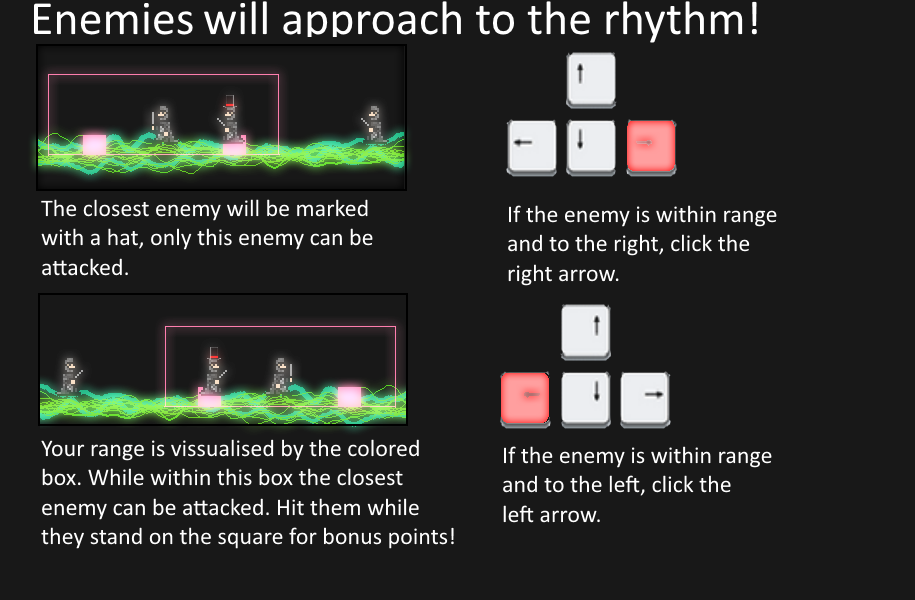 Enemies will approach to the rhythm!
The closest enemy will be marked
with a hat, only this enemy can be
attacked.
If the enemy is within range
and to the right, click the
right arrow.
Your range is vissualised by the colored
box. While within this box the closest
enemy can be attacked. Hit them while
they stand on the square for bonus points!
If the enemy is within range
and to the left, click the
left arrow.